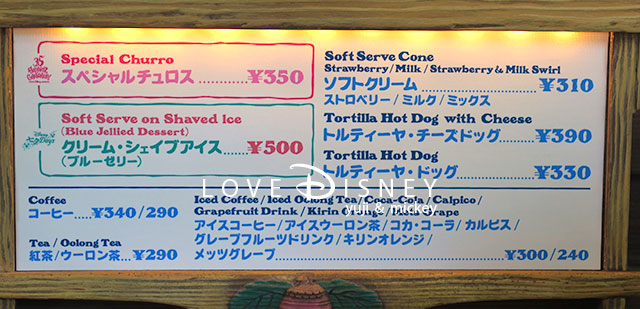 Special Churro
スペシャルチュロス.........¥350
Soft Serve on Shaved Ice
(Blue Jellied Dessert)
クリーム・シェイブアイス......¥500
(ブルーゼリー)
Soft Serve Cone
Strawberry / Milk / Strawberry & Milk Swirl
ソフトクリーム..................¥310
ストロベリー / ミルク / ミックス
Tortilla Hot Dog with Cheese
トルティーヤ・チーズドッグ......¥390
Tortilla Hot Dog
トルティーヤ・ドッグ.........¥330
LOVE DISNEY
yuji & mickey
Coffee
コーヒー....¥340/290
Tea / Oolong Tea
紅茶/ウーロン茶...¥290
Iced Coffee / Iced Oolong Tea / Coca-Cola / Calpico /
Grapefruit Drink / Kirin Grape
アイスコーヒー/アイスウーロン茶/コカ・コーラ/カルピス/
グレープフルーツドリンク/キリンオレンジ/
メッツグレープ..............................¥300/240